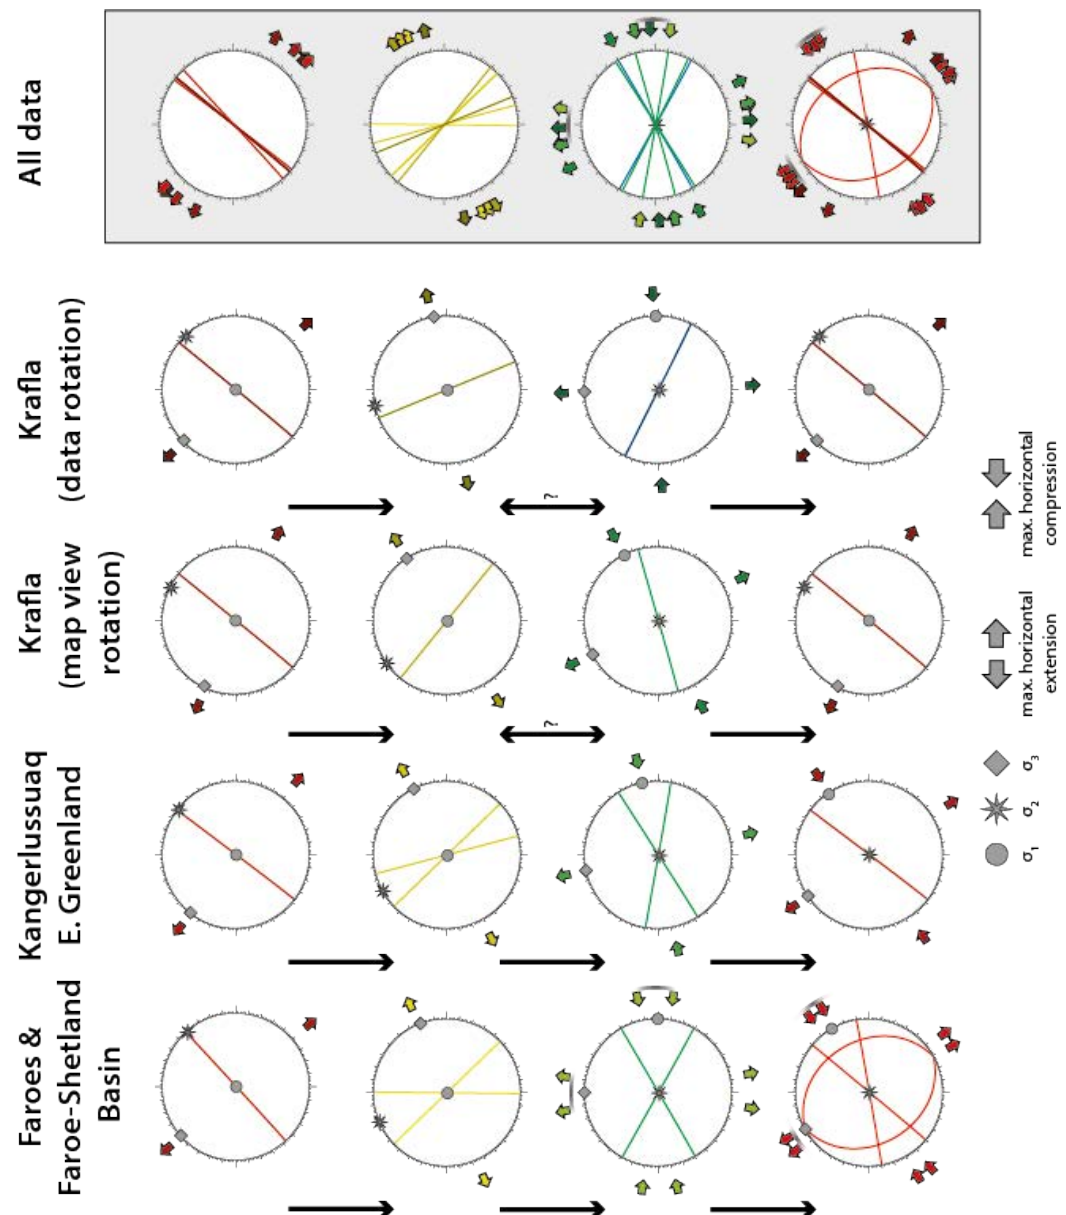 All data
Krafla
(data rotation)
Krafla
(map view
rotation)
Kangerlussuaq
E. Greenland
Faroes &
Faroe-Shetland
Basin
?
?
max. horizontal
compression
max. horizontal
extension
σ3
σ2
σ1